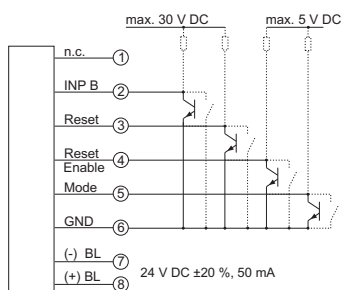 max. 30 V DC
max. 5 V DC
n.c.
1
INP B
2
Reset
3
Reset
Enable
4
Mode
5
GND
6
(-) BL
7
24 V DC ±20 %, 50 mA
(+) BL
8